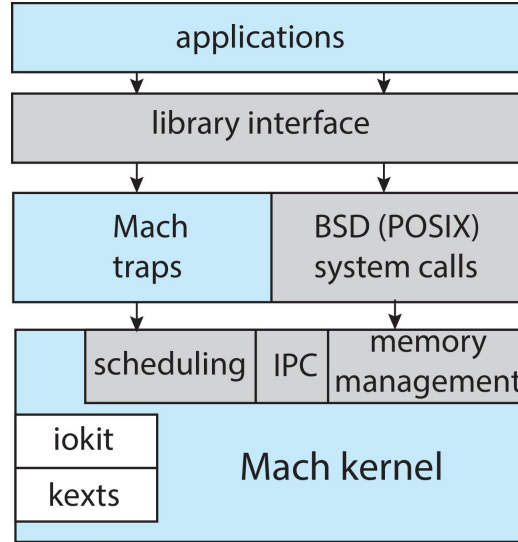 applications
library interface
Mach
traps
BSD (POSIX)
system calls
scheduling
IPC
memory
management
iokit
kexts
Mach kernel